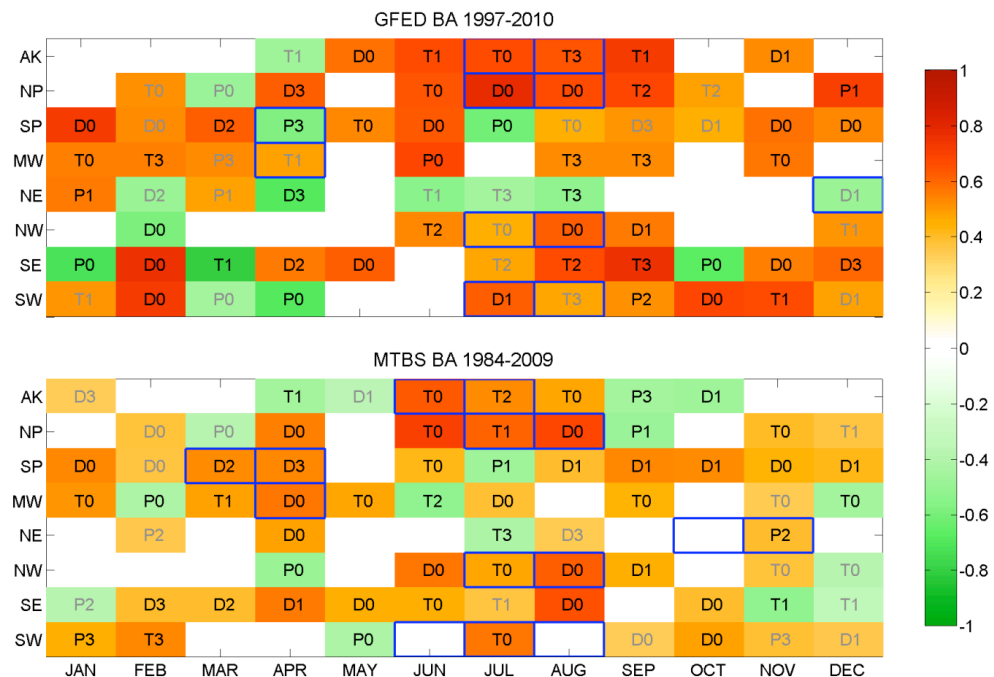 GFED BA 1997-2010
AK T1 D0 T1 T0 T3 T1 D1
NP T0 P0 D3 T0 D0 D0 T2 T2 P1
SP D0 D0 D2 P3 T0 D0 P0 T0 D3 D1 D0 D0
MW T0 T3 P3 T1 P0 T3 T3 T0
NE P1 D2 P1 D3 T1 T3 T3 D1
NW D0 T2 T0 D0 D1 T1
SE P0 D0 T1 D2 D0 T2 T2 T3 P0 D0 D3
SW T1 D0 P0 P0 D1 T3 P2 D0 T1 D1
MTBS BA 1984-2009
AK D3 T1 D1 T0 T2 T0 P3 D1
NP D0 P0 D0 T0 T1 D0 P1 T0 T1
SP D0 D0 D2 D3 T0 P1 D1 D1 D1 D0 D1
MW T0 P0 T1 D0 T0 T2 D0 T0 T0 T0
NE P2 D0 T3 D3 P2
NW P0 D0 T0 D0 D1 T0 T0
SE P2 D3 D2 D1 D0 T0 T1 D0 D0 T1 T1
SW P3 T3 P0 T0 D0 D0 P3 D1
JAN FEB MAR APR MAY JUN JUL AUG SEP OCT NOV DEC
1
0.8
0.6
0.4
0.2
0
-0.2
-0.4
-0.6
-0.8
-1